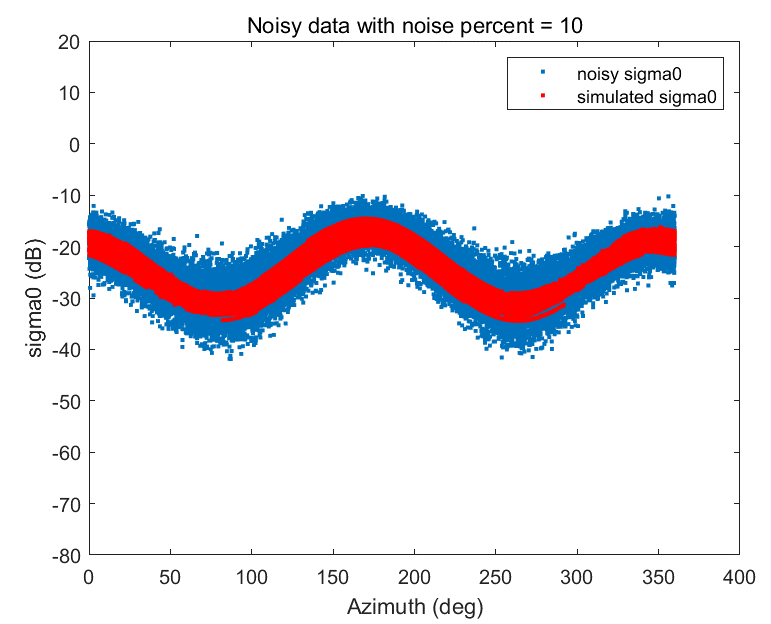 Noisy data with noise percent = 10
noisy sigma0
simulated sigma0
20
10
0
-10
-20
-30
-40
-50
-60
-70
-80
sigma0 (dB)
0 50 100 150 200 250 300 350 400
Azimuth (deg)